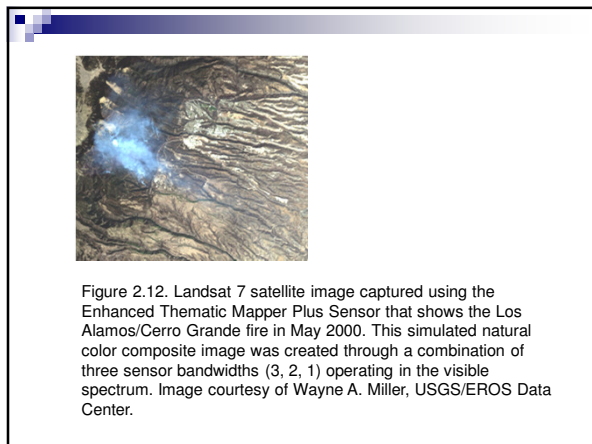 Figure 2.12. Landsat 7 satellite image captured using the
Enhanced Thematic Mapper Plus Sensor that shows the Los
Alamos/Cerro Grande fire in May 2000. This simulated natural
color composite image was created through a combination of
three sensor bandwidths (3, 2, 1) operating in the visible
spectrum. Image courtesy of Wayne A. Miller, USGS/EROS Data
Center.